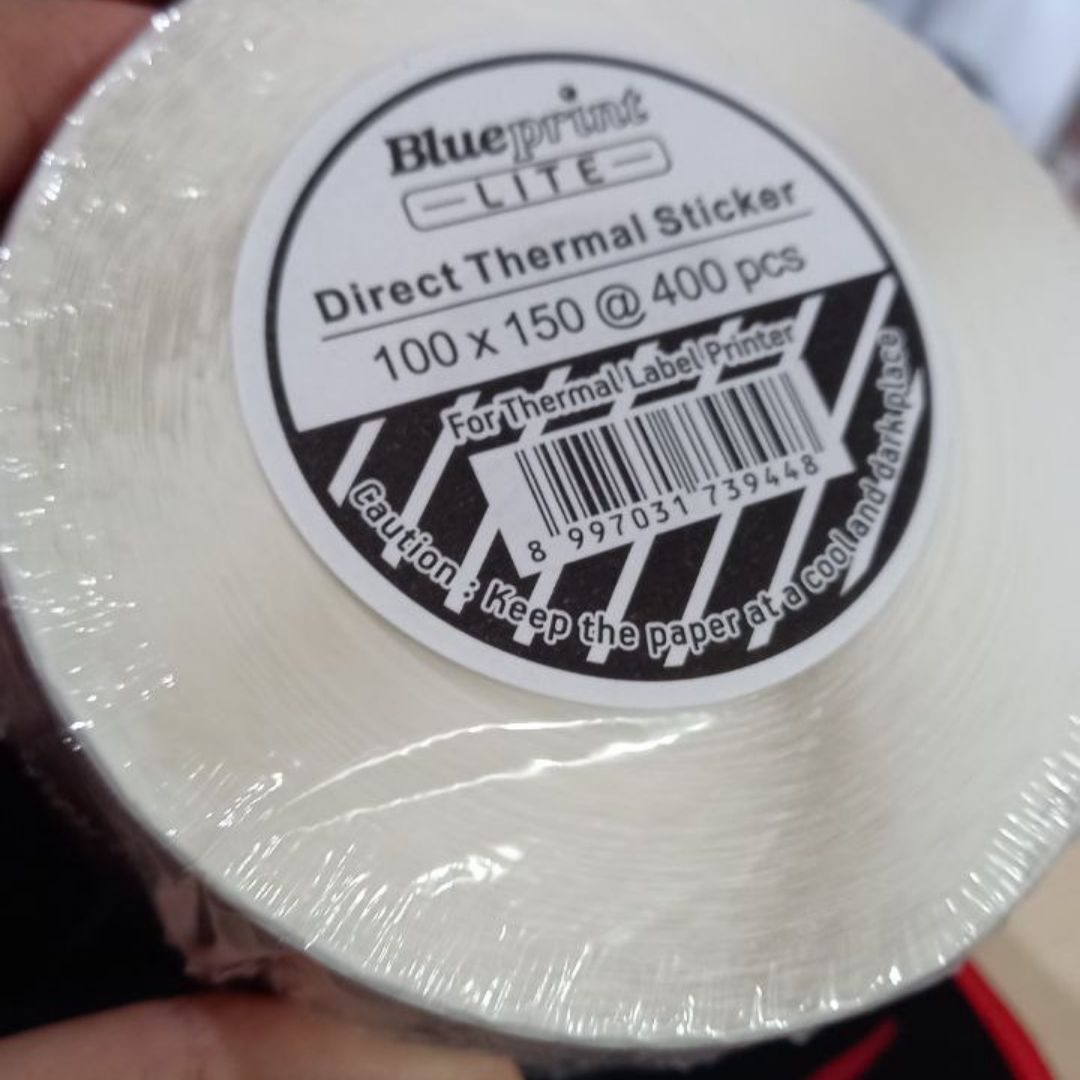 Blueprint
LITE
Direct Thermal Sticker
100 x 150 @ 400 pcs
For Thermal Label Printer
8 997031 739448
Caution : Keep the paper at a cool and dark place